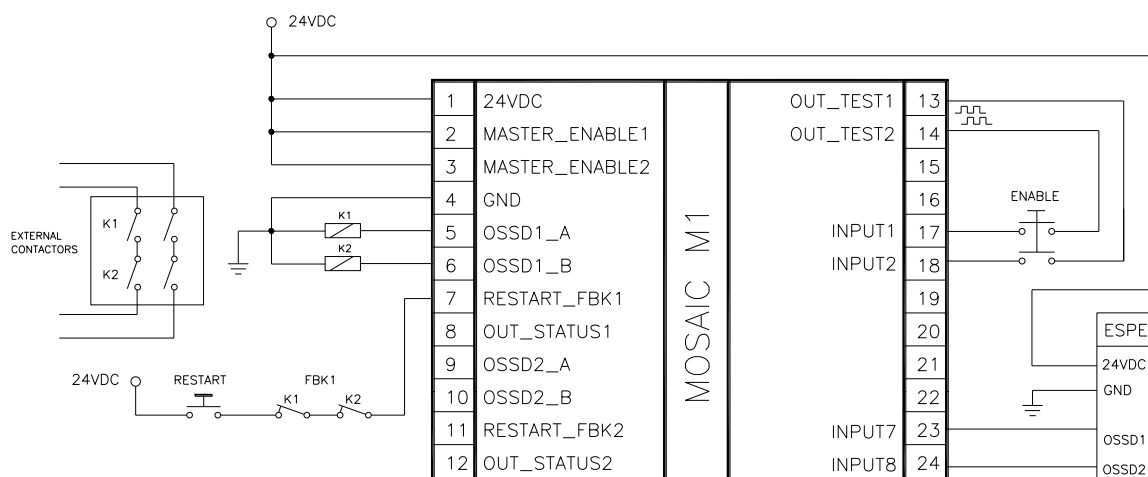 24VDC
1 24VDC
2 MASTER_ENABLE1
3 MASTER_ENABLE2
4 GND
5 OSSD1_A
6 OSSD1_B
7 RESTART_FBK1
8 OUT_STATUS1
9 OSSD2_A
10 OSSD2_B
11 RESTART_FBK2
12 OUT_STATUS2
K1
K2
EXTERNAL
CONTACTORS
K1
K2
24VDC
RESTART
FBK1
K1
K2
MOSAIC M1
OUT_TEST1 13
OUT_TEST2 14
15
16
INPUT1 17
INPUT2 18
19
20
21
22
INPUT7 23
INPUT8 24
ENABLE
ESPE
24VDC
GND
OSSD1
OSSD2